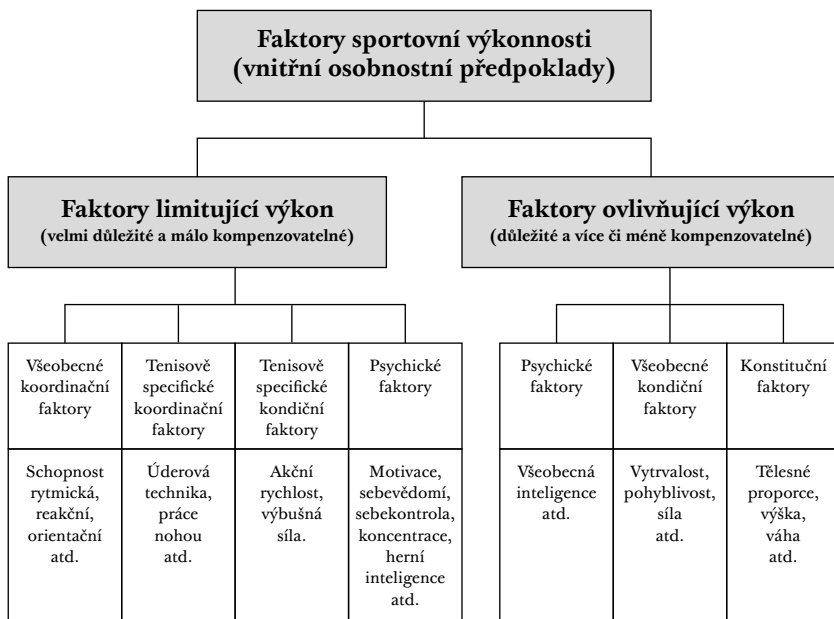 Faktory sportovní výkonnosti
(vnitřní osobnostní předpoklady)
Faktory limitující výkon
(velmi důležité a málo kompenzovatelné)
Faktory ovlivňující výkon
(důležité a více či méně kompenzovatelné)
Všeobecné
koordinační
faktory
Tenisově
specifické
koordinační
faktory
Tenisově
specifické
kondiční
faktory
Psychické
faktory
Psychické
faktory
Všeobecné
kondiční
faktory
Konstituční
faktory
Schopnost
rytmická,
reakční,
orientační
atd.
Úderová
technika,
práce
nohou
atd.
Akční
rychlost,
výbušná
síla.
Motivace,
sebevědomí,
sebekontrola,
koncentrace,
herní
inteligence
atd.
Všeobecná
inteligence
atd.
Vytrvalost,
pohyblivost,
síla
atd.
Tělesné
proporce,
výška,
váha
atd.